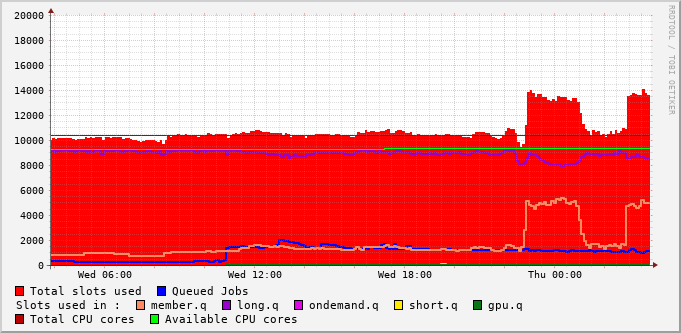 20000
18000
16000
14000
12000
10000
8000
6000
4000
2000
0
Wed 06:00 Wed 12:00 Wed 18:00 Thu 00:00
Total slots used Queued Jobs
Slots used in : member.q long.q ondemand.q short.q gpu.q
Total CPU cores Available CPU cores
RRDTOOL / TOBI OETIKER